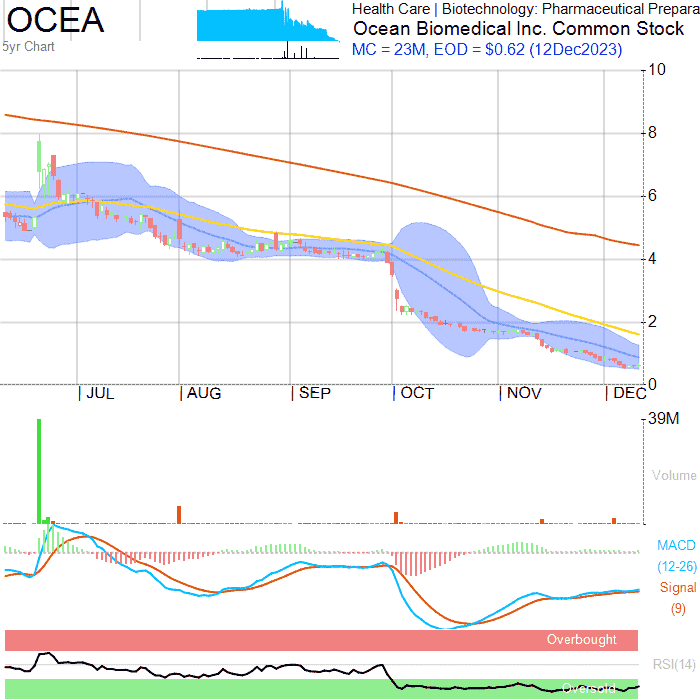 OCEA
5yr Chart
Health Care | Biotechnology: Pharmaceutical Prepara
Ocean Biomedical Inc. Common Stock
MC = 23M, EOD = $0.62 (12Dec2023)
10
8
6
4
2
0
JUL
AUG
SEP
OCT
NOV
DEC
39M
Volume
MACD
(12-26)
Signal
(9)
Overbought
RSI(14)
Oversold